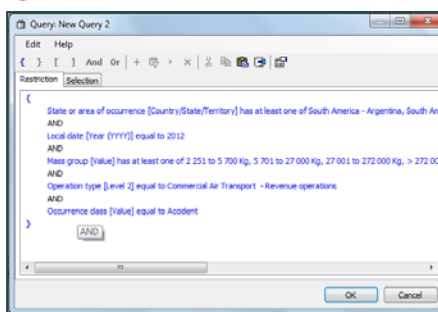 Query: New Query 2
Edit Help
{ } [ ] And Or
Restriction Selection
{
State or area of occurrence [Country/State/Territory] has at least one of South America - Argentina, South Am
AND
Local date [Year (YYYY)] equal to 2012
AND
Mass group [Value] has at least one of 2 251 to 5 700 Kg, 5 701 to 27 000 Kg, 27 001 to 272 000 Kg, > 272 00
AND
Operation type [Level 2] equal to Commercial Air Transport - Revenue operations
AND
Occurrence class [Value] equal to Accident
}
AND
OK Cancel